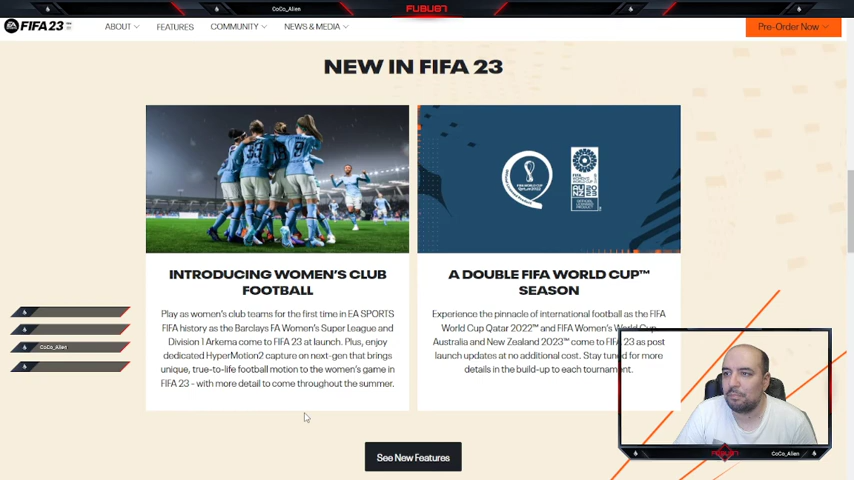 CoCo_Alien
FUBUGN
EA SPORTS FIFA 23
ABOUT
FEATURES
COMMUNITY
NEWS & MEDIA
Pre-Order Now
NEW IN FIFA 23
INTRODUCING WOMEN'S CLUB
FOOTBALL
Play as women's club teams for the first time in EA SPORTS
FIFA history as the Barclays FA Women's Super League and
Division 1 Arkema come to FIFA 23 at launch. Plus, enjoy
dedicated HyperMotion2 capture on next-gen that brings
unique, true-to-life football motion to the women's game in
FIFA 23 – with more detail to come throughout the summer.
A DOUBLE FIFA WORLD CUP™
SEASON
Experience the pinnacle of international football as the FIFA
World Cup Qatar 2022™ and FIFA Women's World Cup
Australia and New Zealand 2023™ come to FIFA 23 as post
launch updates at no additional cost. Stay tuned for more
details in the build-up to each tournament.
See New Features
CoCo_Alien
CoCo_Alien